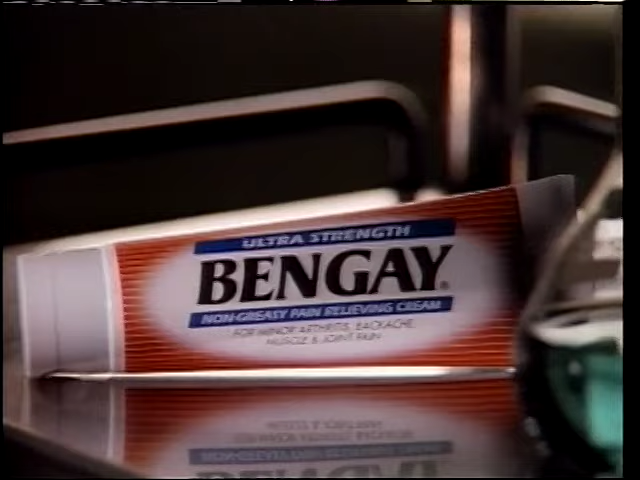 ULTRA STRENGTH
BENGAY®
NON-GREASY PAIN RELIEVING CREAM
FOR MINOR ARTHRITIS, BACKACHE,
MUSCLE & JOINT PAIN